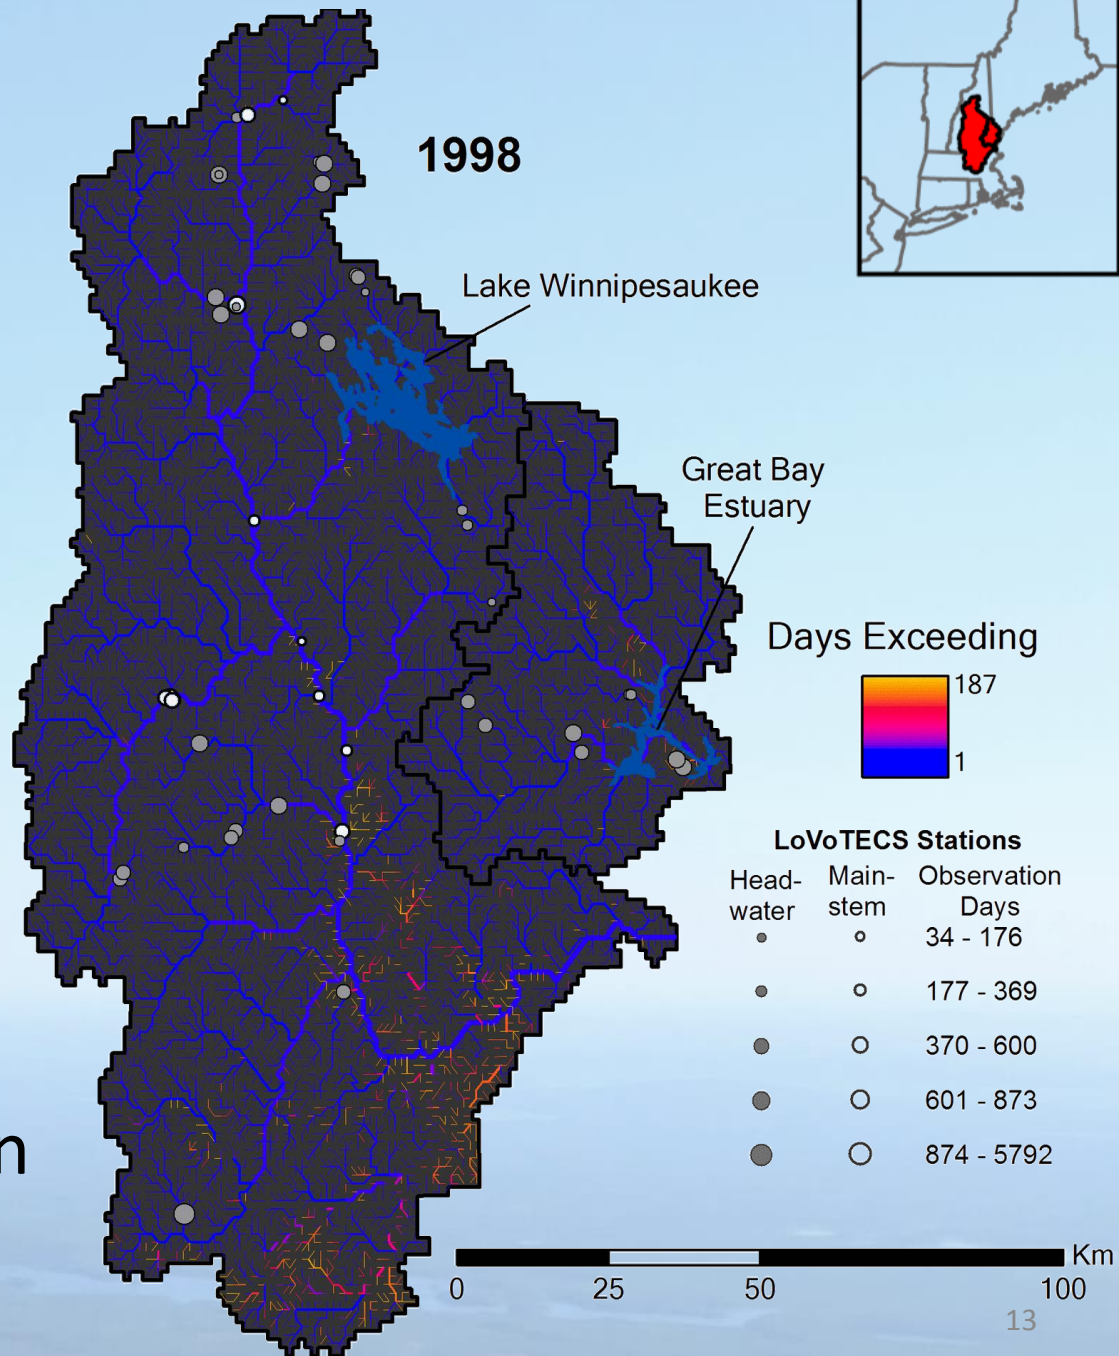 1998
Lake Winnipesaukee
Great Bay
Estuary
Days Exceeding
187
1
LoVoTECS Stations
Head-
water
Main-
stem
Observation
Days
34 - 176
177 - 369
370 - 600
601 - 873
874 - 5792
Km
0 25 50 100
13